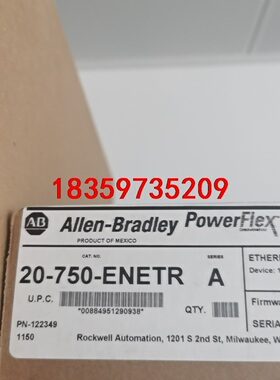 18359735209
AB Allen-Bradley PowerFlex
PRODUCT OF MEXICO
CAT. NO. SERIES
20-750-ENETR A
ETHER
Device:
U.P.C.
*00884951290938*
QTY.
Firmwa
PN-122349
1150
SERIA
Rockwell Automation, 1201 S 2nd St, Milwaukee, W